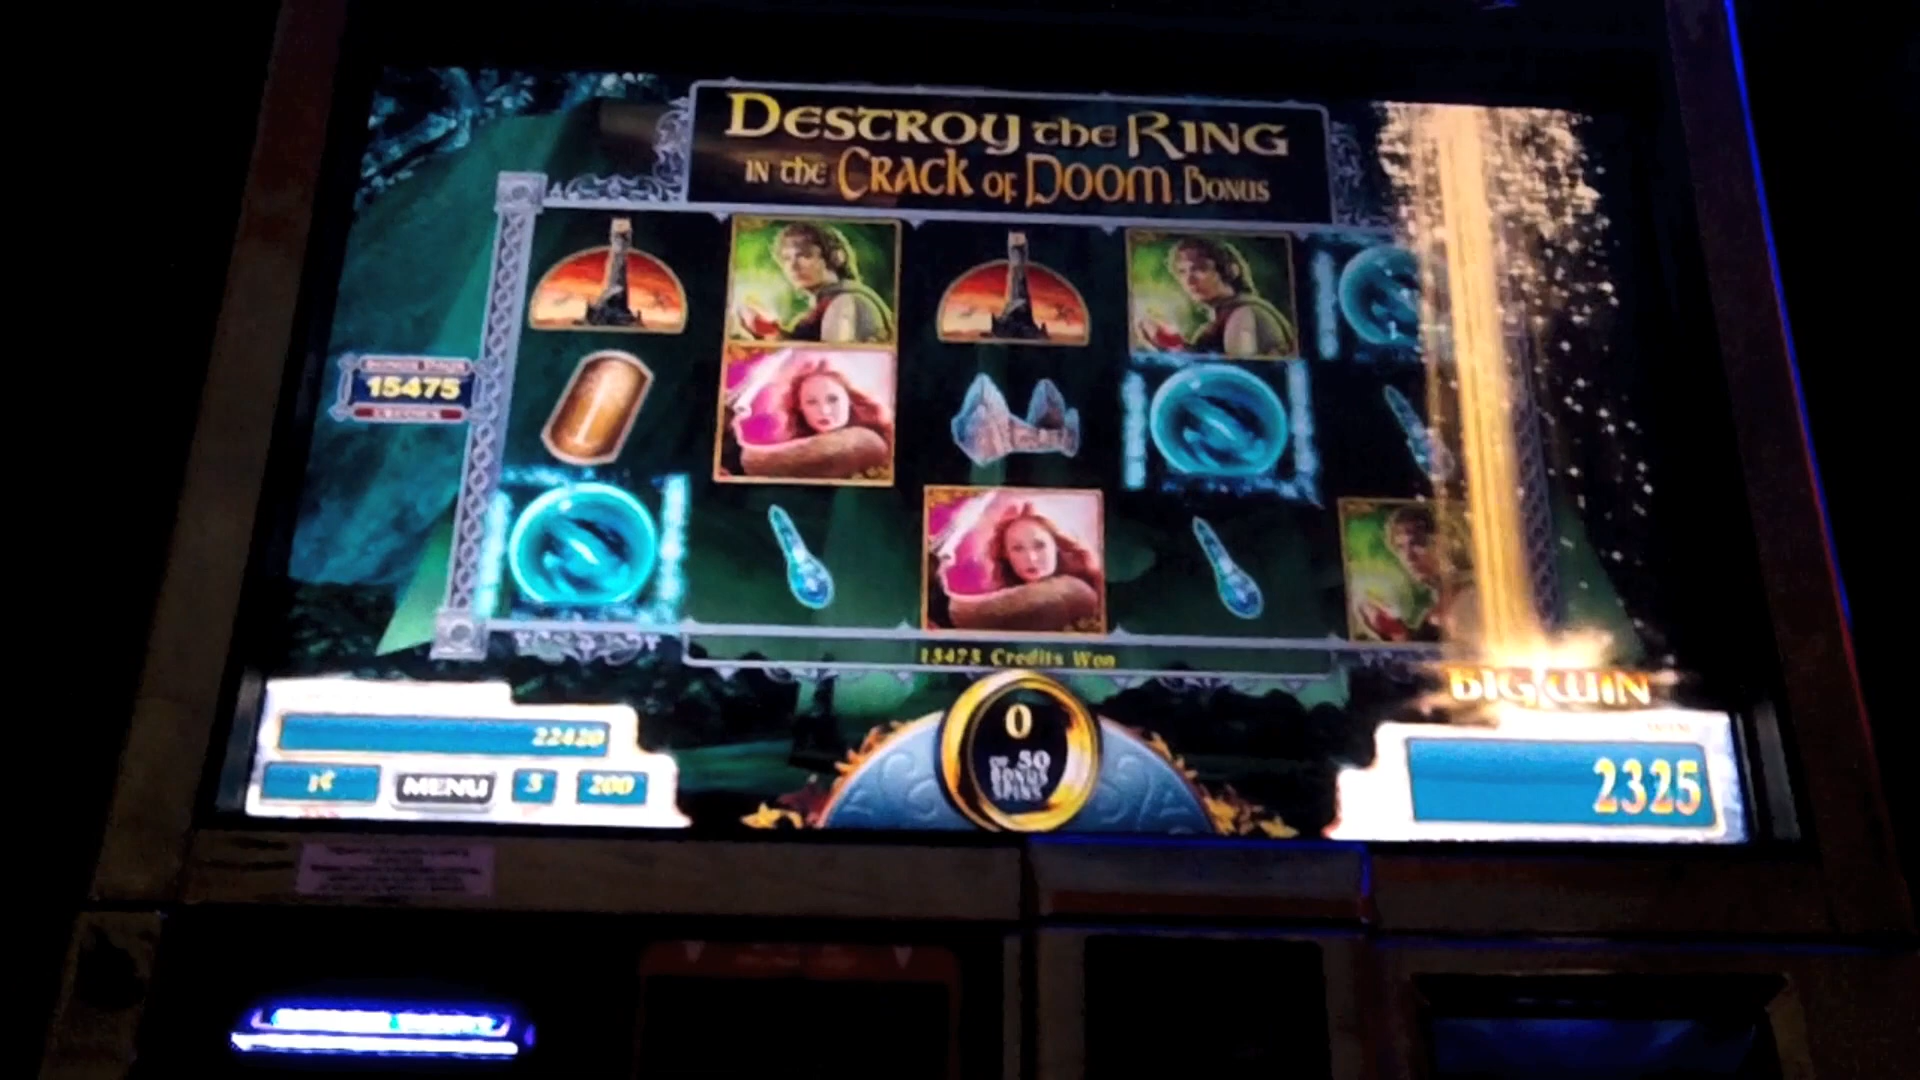 DESTROY the RING
IN the CRACK OF DOOM BONUS
15475
15475 Credits Won
BIG WIN
0
OF 50
BONUS
SPINS
22420
1¢
MENU
5
200
2325